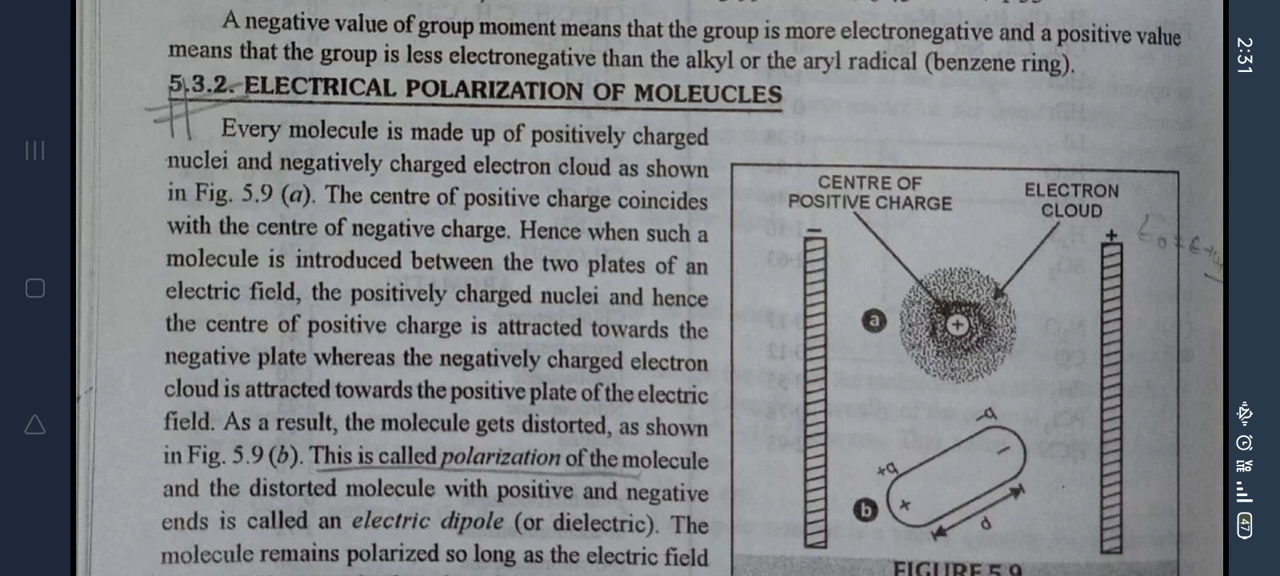 A negative value of group moment means that the group is more electronegative and a positive value
means that the group is less electronegative than the alkyl or the aryl radical (benzene ring).
5.3.2. ELECTRICAL POLARIZATION OF MOLEUCLES
Every molecule is made up of positively charged
nuclei and negatively charged electron cloud as shown
in Fig. 5.9 (a). The centre of positive charge coincides
with the centre of negative charge. Hence when such a
molecule is introduced between the two plates of an
electric field, the positively charged nuclei and hence
the centre of positive charge is attracted towards the
negative plate whereas the negatively charged electron
cloud is attracted towards the positive plate of the electric
field. As a result, the molecule gets distorted, as shown
in Fig. 5.9 (b). This is called polarization of the molecule
and the distorted molecule with positive and negative
ends is called an electric dipole (or dielectric). The
molecule remains polarized so long as the electric field
CENTRE OF
POSITIVE CHARGE
ELECTRON
CLOUD
−
+
a
+
−q
+q
−
+
b
d
FIGURE 5.9
2:31
47